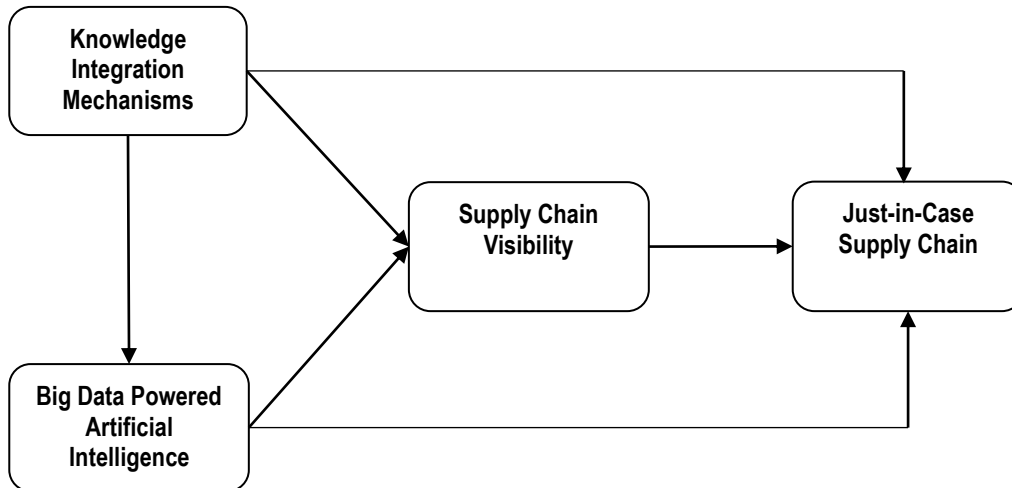 Knowledge
Integration
Mechanisms
Supply Chain
Visibility
Just-in-Case
Supply Chain
Big Data Powered
Artificial
Intelligence